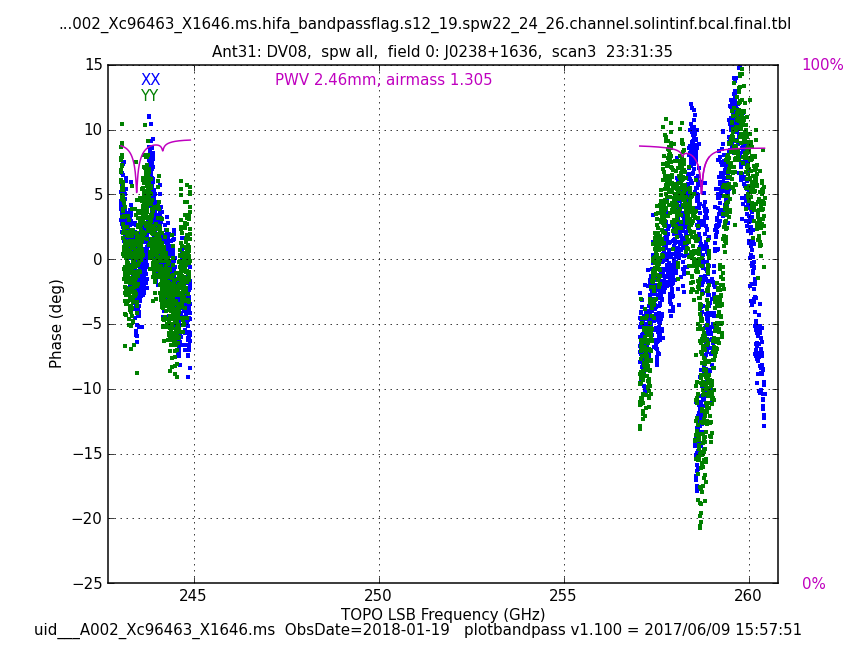 ...002_Xc96463_X1646.ms.hifa_bandpassflag.s12_19.spw22_24_26.channel.solintinf.bcal.final.tbl
Ant31: DV08,  spw all,  field 0: J0238+1636,  scan3  23:31:35
15
XX
PWV 2.46mm, airmass 1.305
100%
YY
10
5
0
−5
−10
−15
−20
−25
Phase (deg)
0%
245
250
255
260
TOPO LSB Frequency (GHz)
uid___A002_Xc96463_X1646.ms  ObsDate=2018-01-19   plotbandpass v1.100 = 2017/06/09 15:57:51